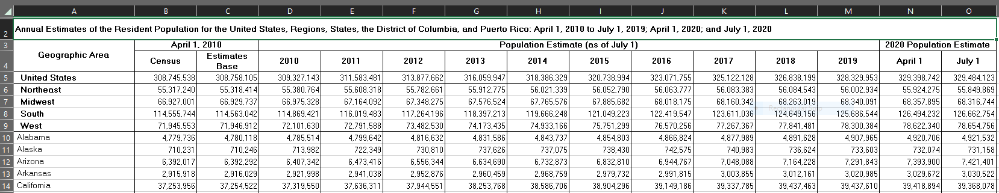 A B C D E F G H I J K L M N O
2 Annual Estimates of the Resident Population for the United States, Regions, States, the District of Columbia, and Puerto Rico: April 1, 2010 to July 1, 2019; April 1, 2020; and July 1, 2020
3 Geographic Area April 1, 2010 Population Estimate (as of July 1) 2020 Population Estimate
4 Census Estimates Base 2010 2011 2012 2013 2014 2015 2016 2017 2018 2019 April 1 July 1
5 United States 308,745,538 308,758,105 309,327,143 311,583,481 313,877,662 316,059,947 318,386,329 320,738,994 323,071,755 325,122,128 326,838,199 328,329,953 329,398,742 329,484,123
6 Northeast 55,317,240 55,318,414 55,380,764 55,608,318 55,782,661 55,912,775 56,021,339 56,052,790 56,063,777 56,083,383 56,084,543 56,002,934 55,924,275 55,849,869
7 Midwest 66,927,001 66,929,737 66,975,328 67,164,092 67,348,275 67,576,524 67,765,576 67,885,682 68,018,175 68,160,342 68,263,019 68,340,091 68,357,895 68,316,744
8 South 114,555,744 114,563,042 114,869,421 116,019,483 117,264,196 118,397,213 119,666,248 121,049,223 122,419,547 123,611,036 124,649,156 125,686,544 126,494,232 126,662,754
9 West 71,945,553 71,946,912 72,101,630 72,791,588 73,482,530 74,173,435 74,933,166 75,751,299 76,570,256 77,267,367 77,841,481 78,300,384 78,622,340 78,654,756
10 Alabama 4,779,736 4,780,118 4,785,514 4,799,642 4,816,632 4,831,586 4,843,737 4,854,803 4,866,824 4,877,989 4,891,628 4,907,965 4,920,706 4,921,532
11 Alaska 710,231 710,246 713,982 722,349 730,810 737,626 737,075 738,430 742,575 740,983 736,624 733,603 732,074 731,158
12 Arizona 6,392,017 6,392,292 6,407,342 6,473,416 6,556,344 6,634,690 6,732,873 6,832,810 6,944,767 7,048,088 7,164,228 7,291,843 7,393,900 7,421,401
13 Arkansas 2,915,918 2,916,029 2,921,998 2,941,038 2,952,876 2,960,459 2,968,759 2,979,732 2,991,815 3,003,855 3,012,161 3,020,985 3,029,672 3,030,522
14 California 37,253,956 37,254,522 37,319,550 37,636,311 37,944,551 38,253,768 38,586,706 38,904,296 39,149,186 39,337,785 39,437,463 39,437,610 39,418,894 39,368,078